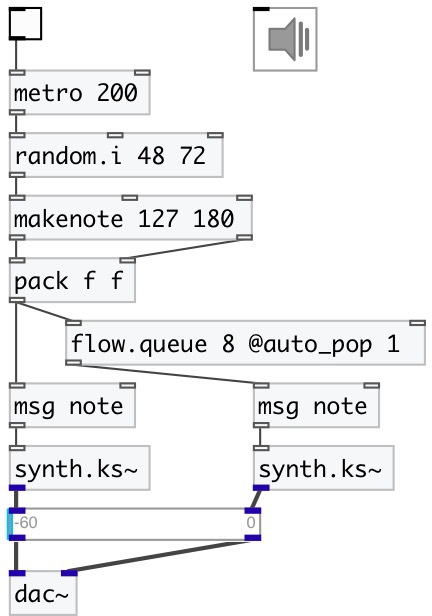 metro 200
random.i 48 72
makenote 127 180
pack f f
flow.queue 8 @auto_pop 1
msg note msg note
synth.ks~ synth.ks~
-60 0
dac~